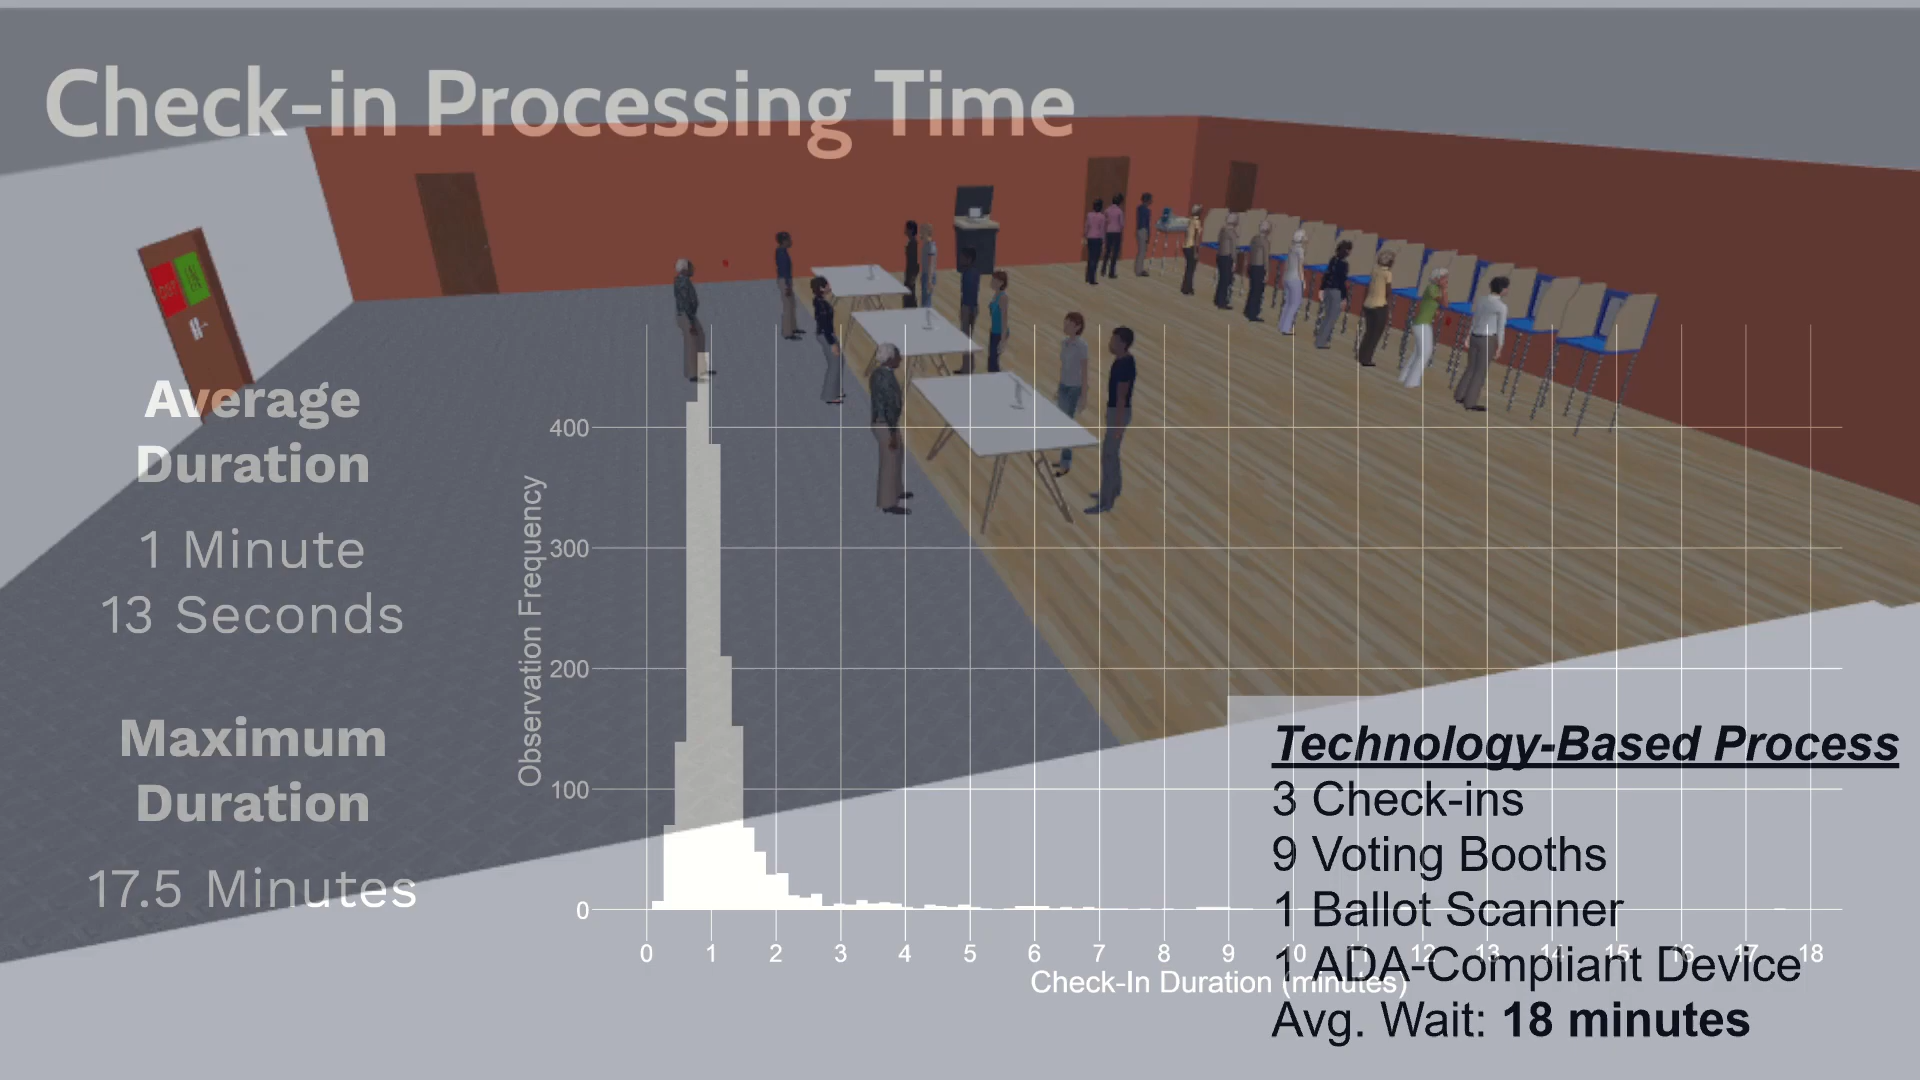 Check-in Processing Time
Average
Duration
1 Minute
13 Seconds
Maximum
Duration
17.5 Minutes
Observation Frequency
400
300
200
100
0
0 1 2 3 4 5 6 7 8 9 10 11 12 13 14 15 16 17 18
Check-In Duration (minutes)
Technology-Based Process
3 Check-ins
9 Voting Booths
1 Ballot Scanner
1 ADA-Compliant Device
Avg. Wait: 18 minutes